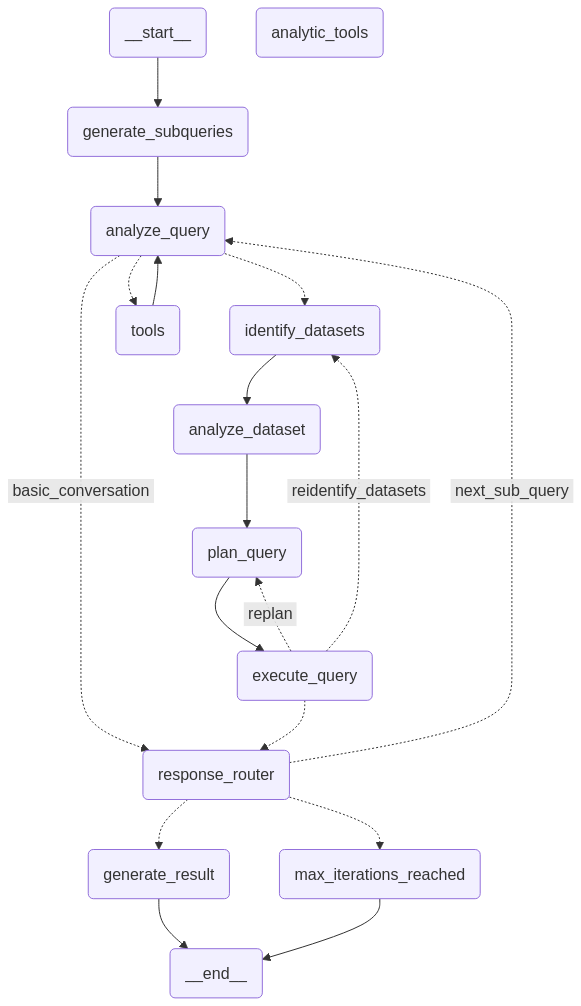 __start__
analytic_tools
generate_subqueries
analyze_query
tools
identify_datasets
analyze_dataset
basic_conversation
reidentify_datasets
next_sub_query
plan_query
replan
execute_query
response_router
generate_result
max_iterations_reached
__end__